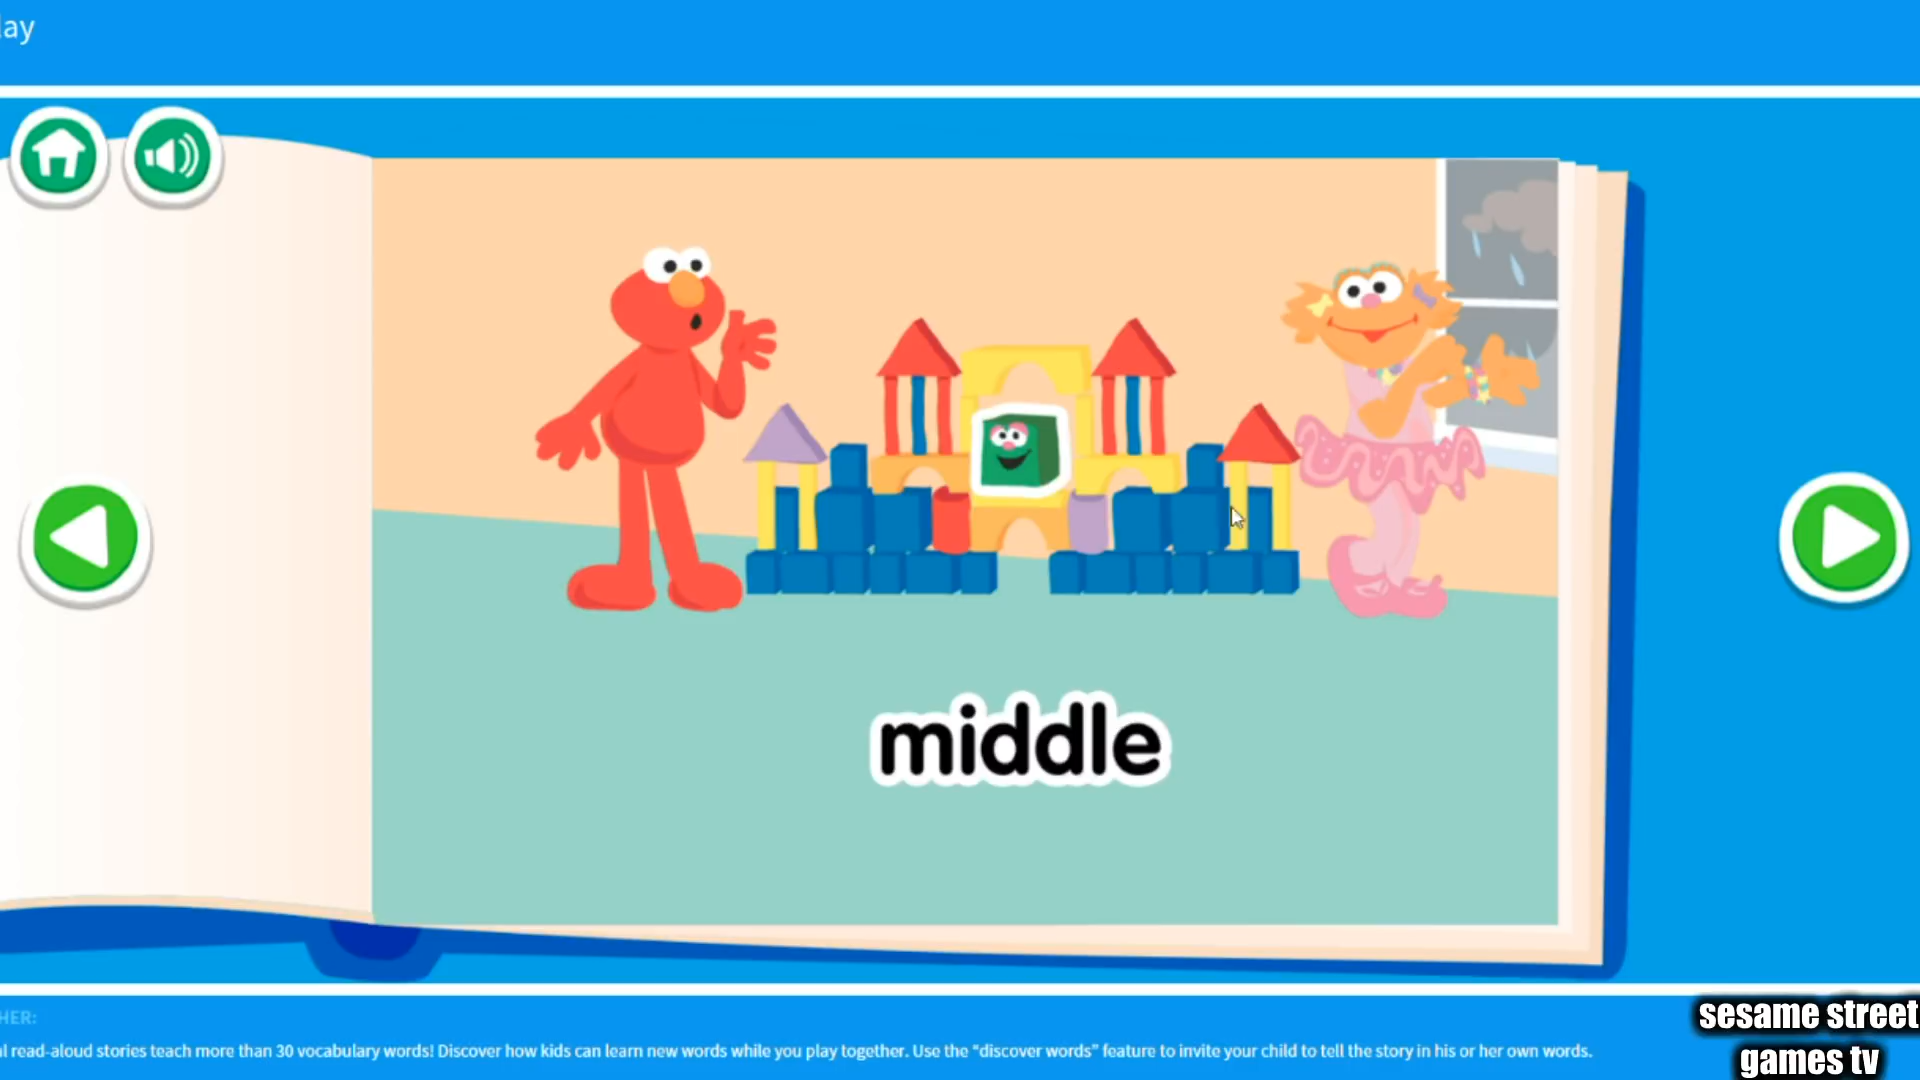 lay
middle
HER:
l read-aloud stories teach more than 30 vocabulary words! Discover how kids can learn new words while you play together. Use the “discover words” feature to invite your child to tell the story in his or her own words.
sesame street
games tv